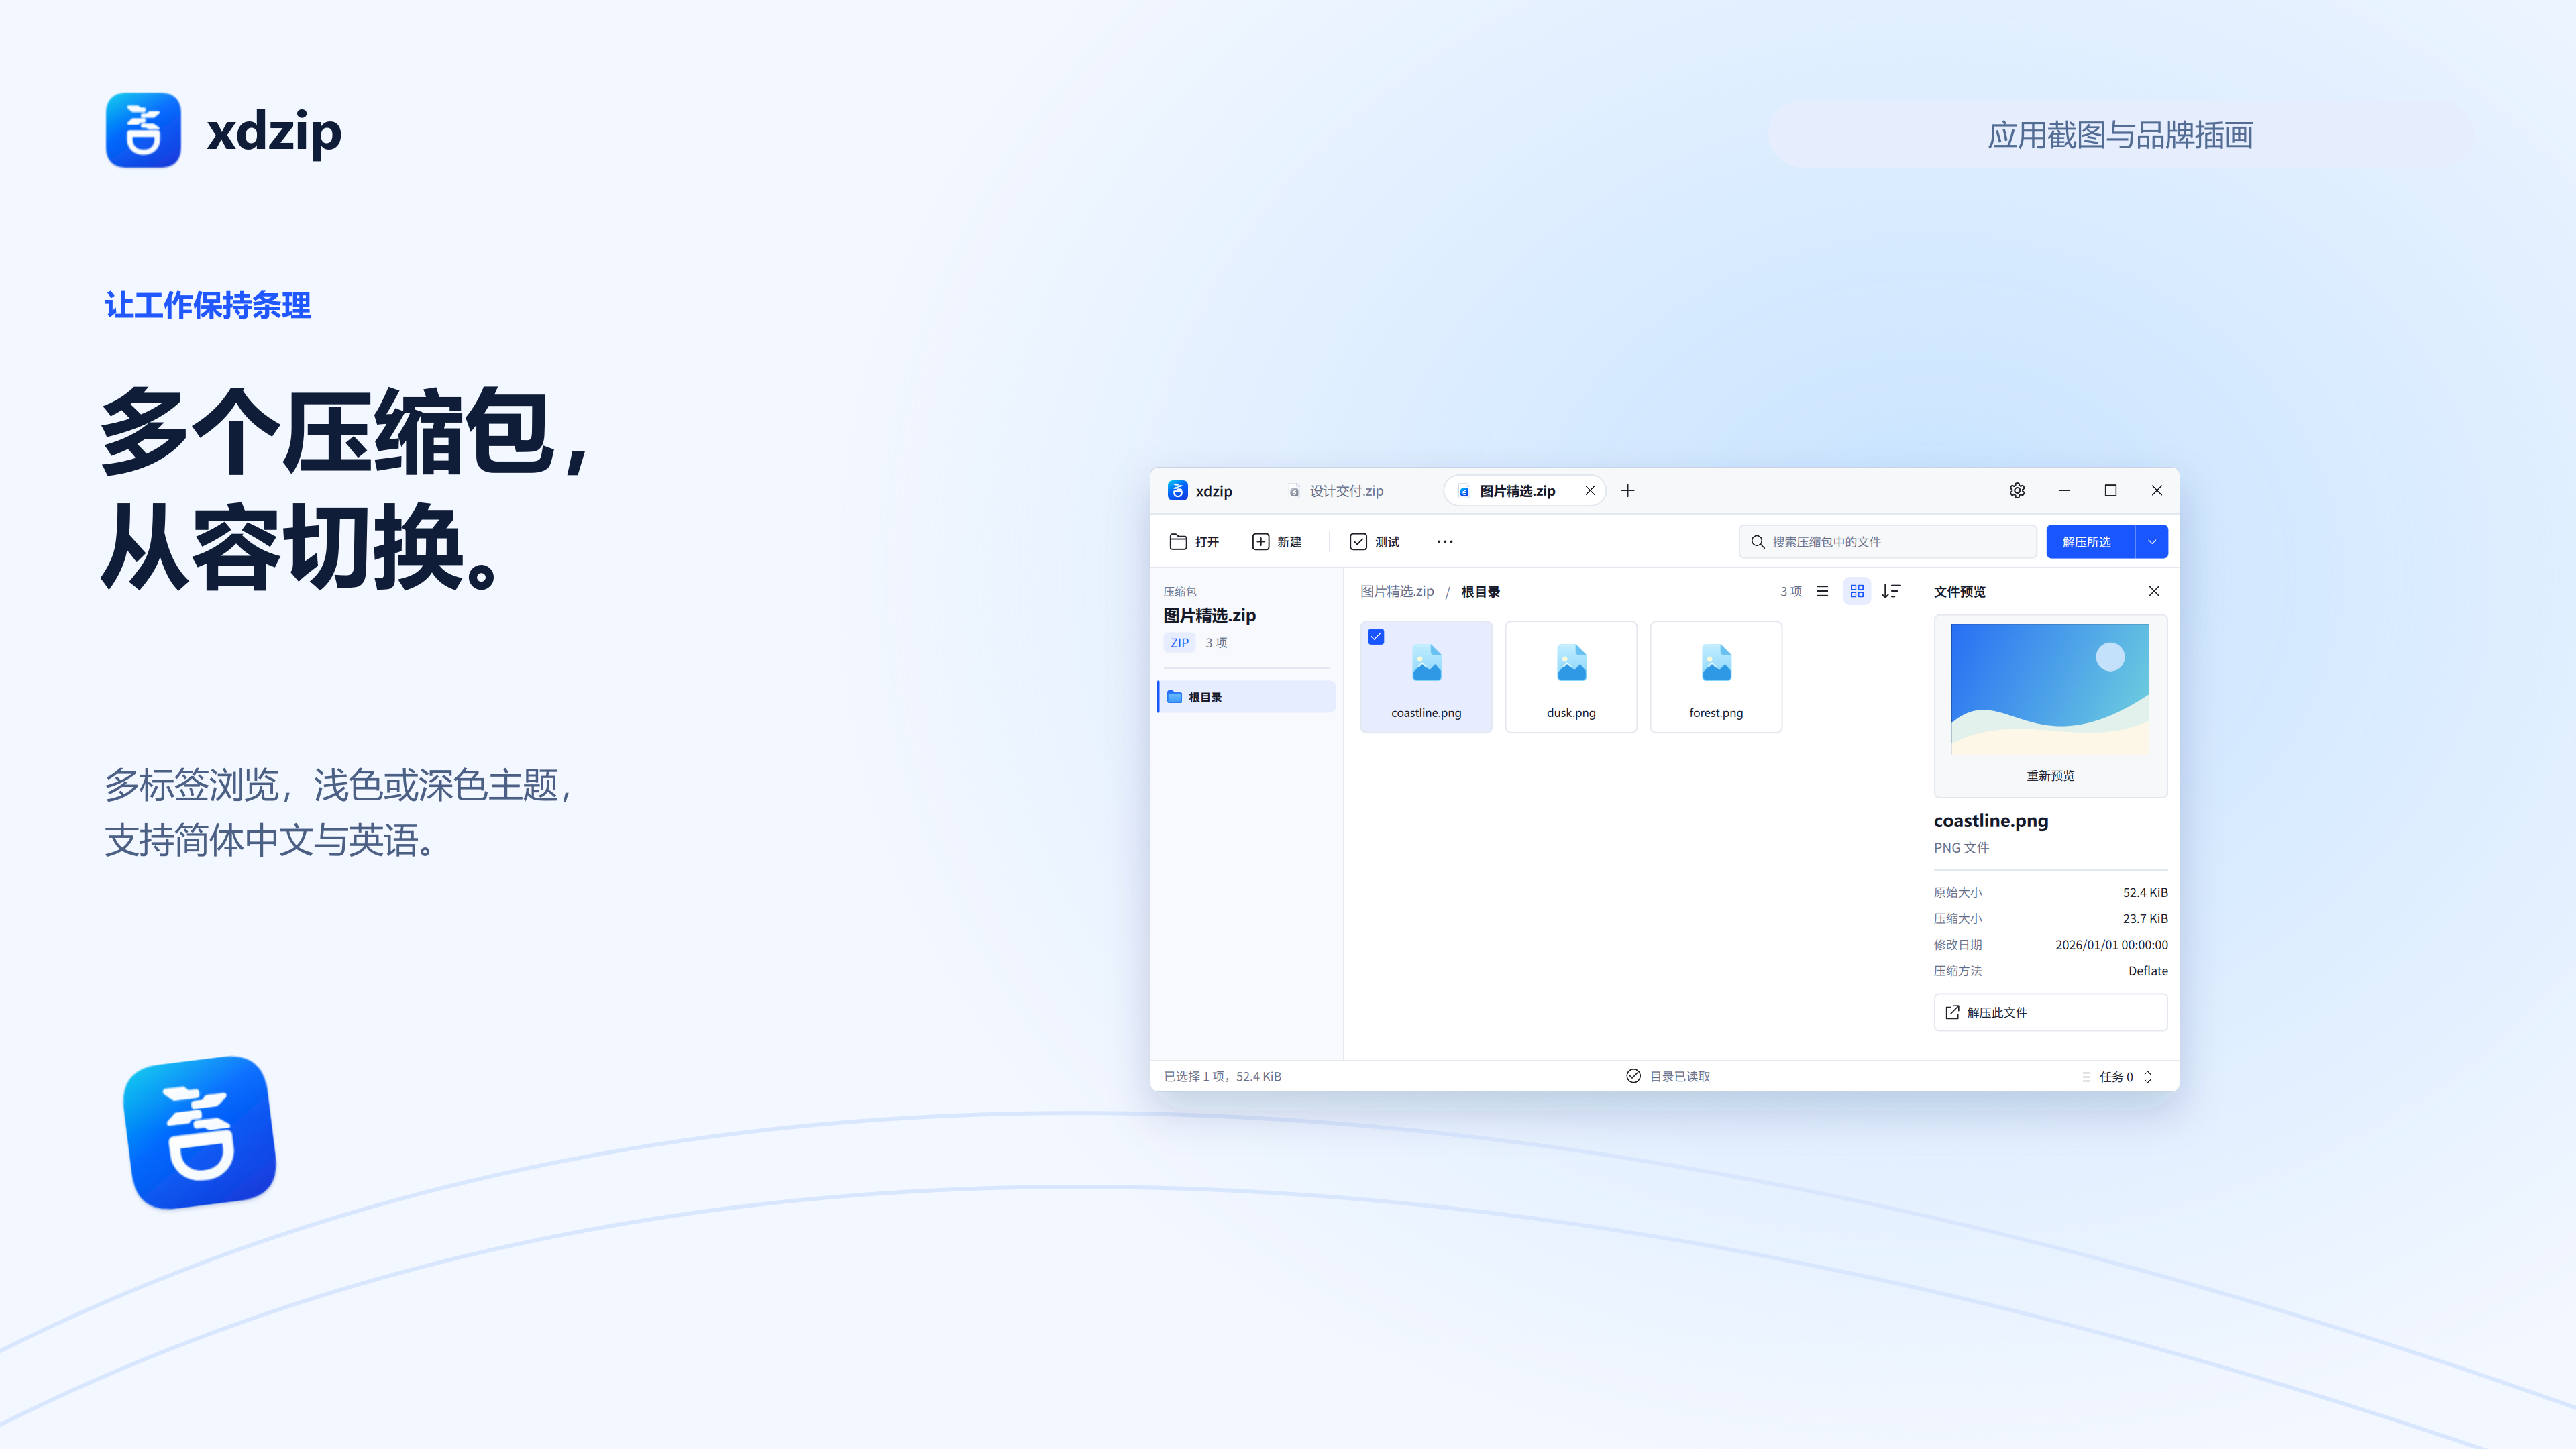 xdzip
应用截图与品牌插画
让工作保持条理
多个压缩包，
从容切换。
多标签浏览，浅色或深色主题，
支持简体中文与英语。
xdzip
设计交付.zip
图片精选.zip
打开
新建
测试
搜索压缩包中的文件
解压所选
压缩包
图片精选.zip
ZIP 3 项
根目录
图片精选.zip / 根目录
3 项
coastline.png
dusk.png
forest.png
文件预览
重新预览
coastline.png
PNG 文件
原始大小 52.4 KiB
压缩大小 23.7 KiB
修改日期 2026/01/01 00:00:00
压缩方法 Deflate
解压此文件
已选择 1 项，52.4 KiB
目录已读取
任务 0